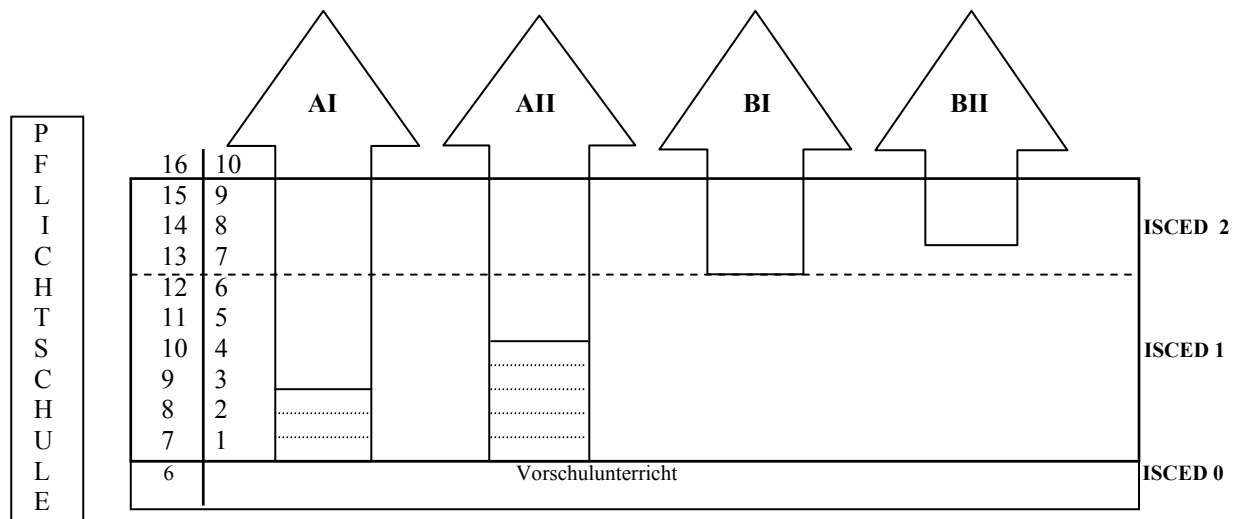 AI AII BI BII
P
F 16 10
L 15 9
I 14 8 ISCED 2
C 13 7
H 12 6
T 11 5
S 10 4 ISCED 1
C 9 3
H 8 2
U 7 1
L 6 Vorschulunterricht ISCED 0
E